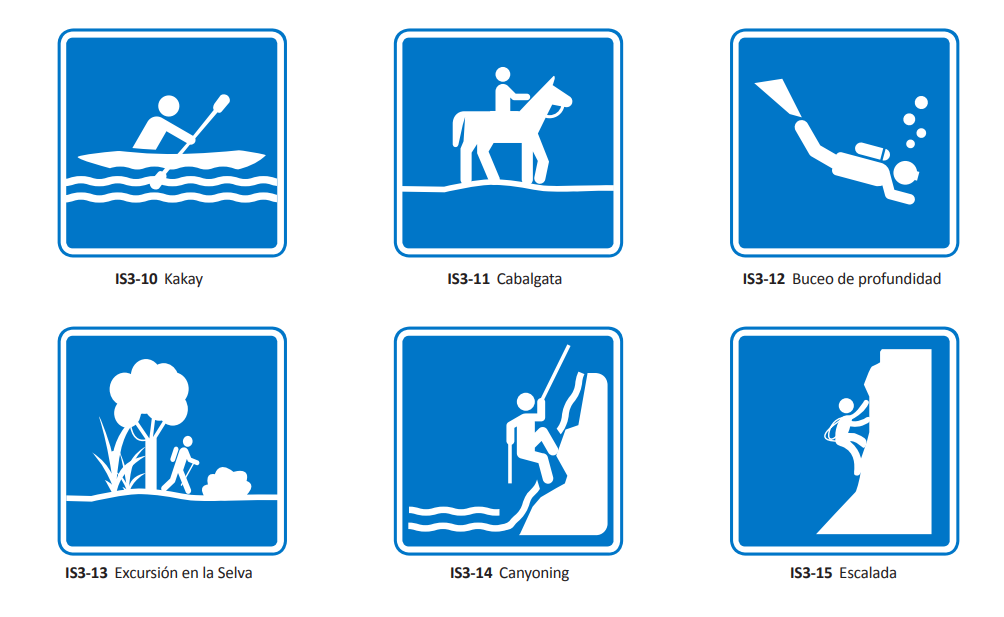 IS3-10 Kakay
IS3-11 Cabalgata
IS3-12 Buceo de profundidad
IS3-13 Excursión en la Selva
IS3-14 Canyoning
IS3-15 Escalada